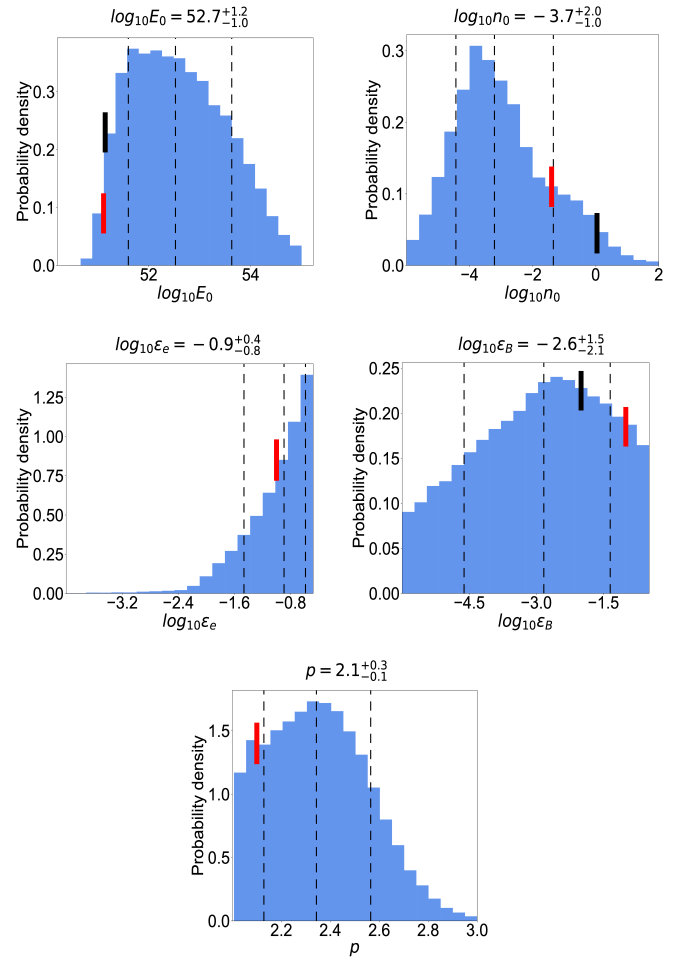 log₁₀E₀ = 52.7⁺¹·²₋₁.₀
log₁₀n₀ = −3.7⁺²·⁰₋₁.₀
Probability density
0.3
0.2
0.1
0.0
52
54
log₁₀E₀
Probability density
0.3
0.2
0.1
0.0
−4
−2
0
2
log₁₀n₀
log₁₀εₑ = −0.9⁺⁰·⁴₋₀.₈
log₁₀ε_B = −2.6⁺¹·⁵₋₂.₁
Probability density
1.25
1.00
0.75
0.50
0.25
0.00
−3.2
−2.4
−1.6
−0.8
log₁₀εₑ
Probability density
0.25
0.20
0.15
0.10
0.05
0.00
−4.5
−3.0
−1.5
log₁₀ε_B
p = 2.1⁺⁰·³₋₀.₁
Probability density
1.5
1.0
0.5
0.0
2.2
2.4
2.6
2.8
3.0
p